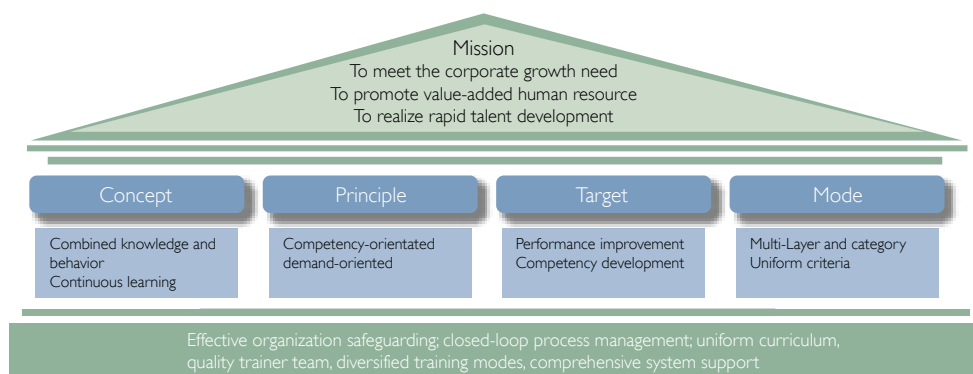 Mission
To meet the corporate growth need
To promote value-added human resource
To realize rapid talent development
Concept
Combined knowledge and
behavior
Continuous learning
Principle
Competency-orientated
demand-oriented
Target
Performance improvement
Competency development
Mode
Multi-Layer and category
Uniform criteria
Effective organization safeguarding; closed-loop process management; uniform curriculum,
quality trainer team, diversified training modes, comprehensive system support